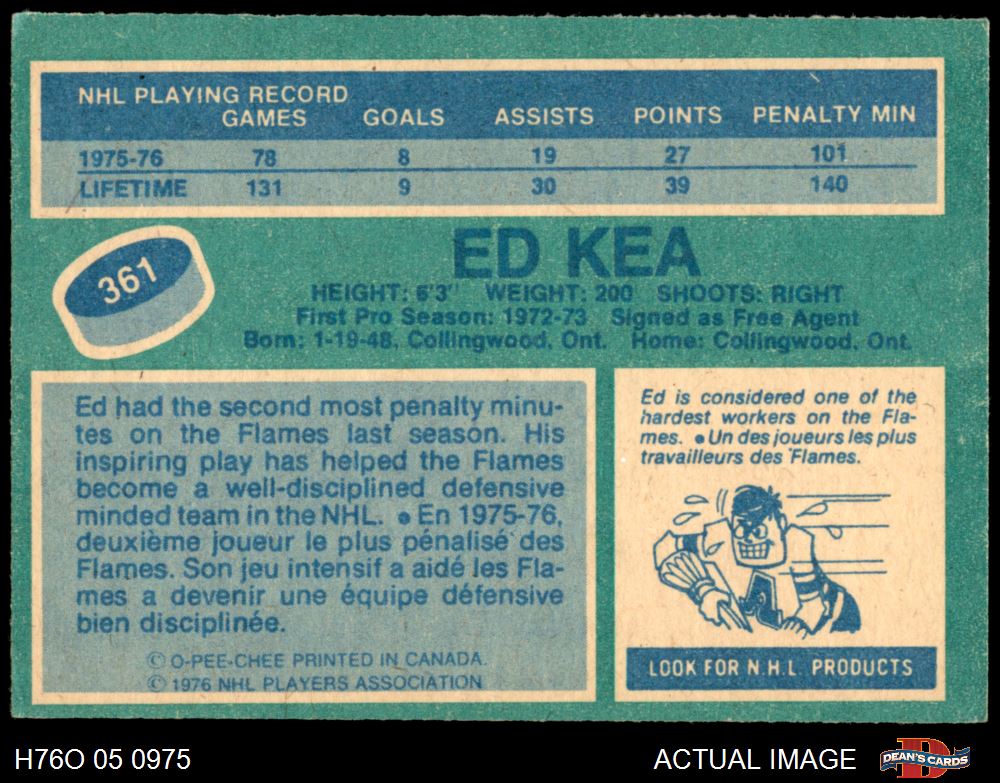 NHL PLAYING RECORD
GAMES GOALS ASSISTS POINTS PENALTY MIN
1975-76 78 8 19 27 101
LIFETIME 131 9 30 39 140
361
ED KEA
HEIGHT: 6'3" WEIGHT: 200 SHOOTS: RIGHT
First Pro Season: 1972-73 Signed as Free Agent
Born: 1-19-48, Collingwood, Ont. Home: Collingwood, Ont.
Ed had the second most penalty minu-
tes on the Flames last season. His
inspiring play has helped the Flames
become a well-disciplined defensive
minded team in the NHL. • En 1975-76,
deuxième joueur le plus pénalisé des
Flames. Son jeu intensif a aidé les Fla-
mes a devenir une équipe défensive
bien disciplinée.
© O-PEE-CHEE PRINTED IN CANADA.
© 1976 NHL PLAYERS ASSOCIATION
Ed is considered one of the
hardest workers on the Fla-
mes. • Un des joueurs les plus
travailleurs des Flames.
LOOK FOR N.H.L. PRODUCTS
H76O 05 0975
ACTUAL IMAGE
DEAN'S CARDS